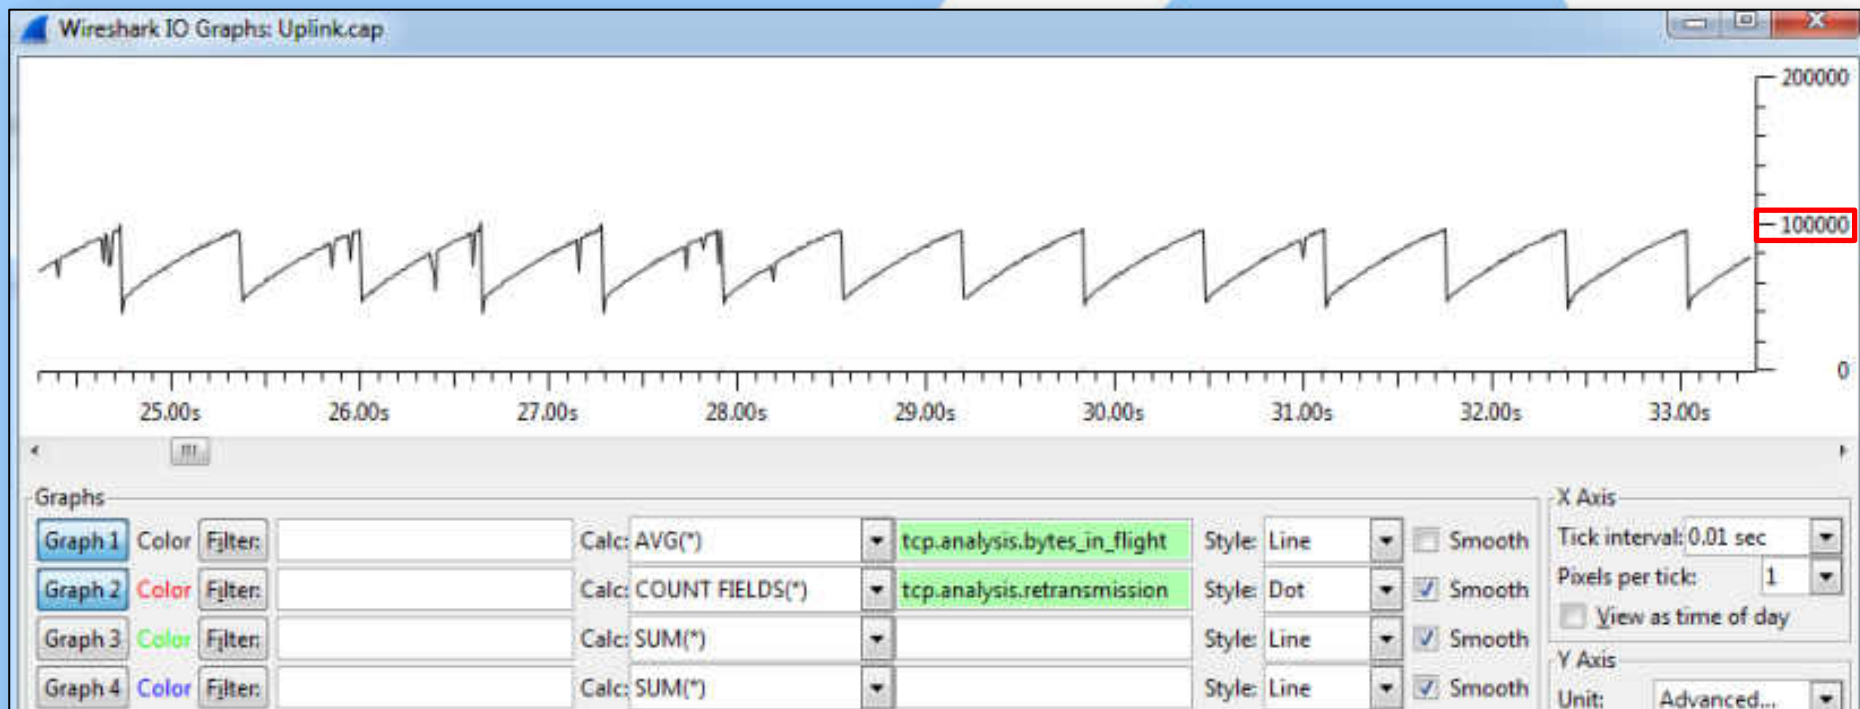 Wireshark IO Graphs: Uplink.cap
200000
100000
0
25.00s 26.00s 27.00s 28.00s 29.00s 30.00s 31.00s 32.00s 33.00s
Graphs
Graph 1 Color Filter: Calc: AVG(*) tcp.analysis.bytes_in_flight Style: Line Smooth
Graph 2 Color Filter: Calc: COUNT FIELDS(*) tcp.analysis.retransmission Style: Dot Smooth
Graph 3 Color Filter: Calc: SUM(*) Style: Line Smooth
Graph 4 Color Filter: Calc: SUM(*) Style: Line Smooth
X Axis
Tick interval: 0.01 sec
Pixels per tick: 1
View as time of day
Y Axis
Unit: Advanced...